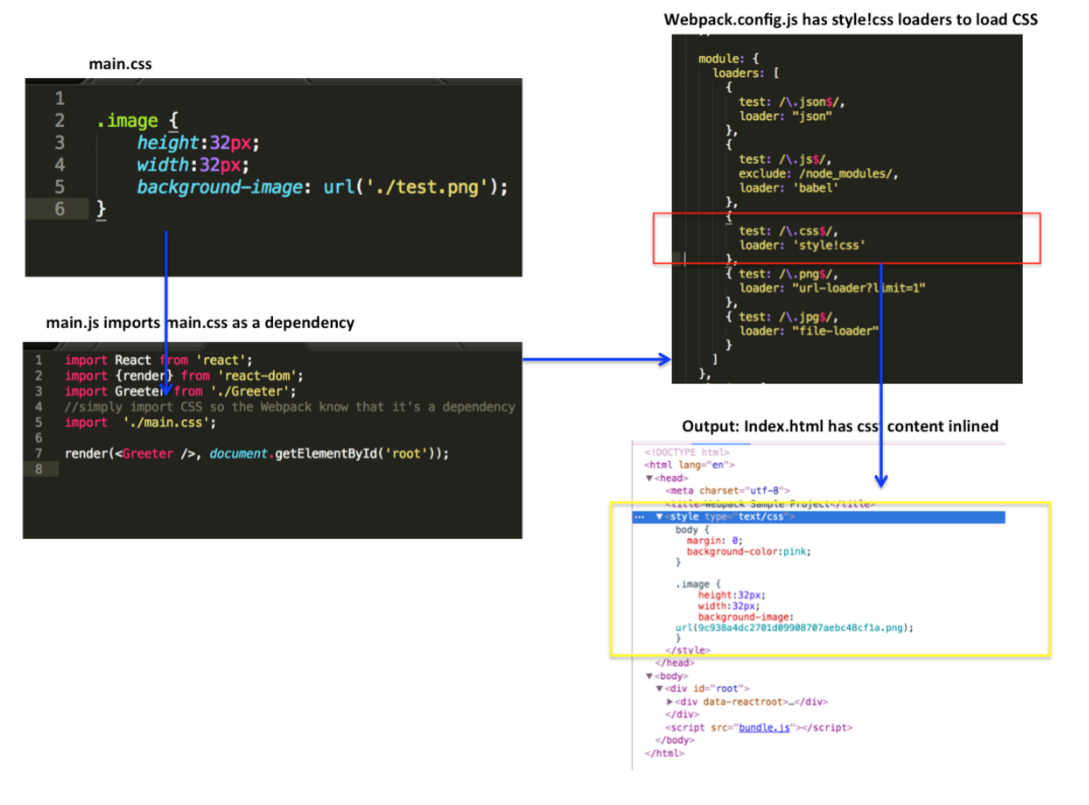 Webpack.config.js has style!css loaders to load CSS
main.css
1
2 .image {
3 height:32px;
4 width:32px;
5 background-image: url('./test.png');
6 }
main.js imports main.css as a dependency
1 import React from 'react';
2 import {render} from 'react-dom';
3 import Greeter from './Greeter';
4 //simply import CSS so the Webpack know that it's a dependency
5 import './main.css';
6
7 render(<Greeter />, document.getElementById('root'));
8
module: {
loaders: [
{
test: /\.json$/,
loader: "json"
},
{
test: /\.js$/,
exclude: /node_modules/,
loader: 'babel'
},
{
test: /\.css$/,
loader: 'style!css'
},
{ test: /\.png$/,
loader: "url-loader?limit=1"
},
{ test: /\.jpg$/,
loader: "file-loader"
}
]
},
Output: Index.html has css content inlined
<!DOCTYPE html>
<html lang="en">
▼<head>
<meta charset="utf-8">
<title>Webpack Sample Project</title>
… ▼<style type="text/css">
body {
margin: 0;
background-color:pink;
}
.image {
height:32px;
width:32px;
background-image:
url(9c938a4dc2701d09908707aebc48cf1a.png);
}
</style>
</head>
▼<body>
▼<div id="root">
▶<div data-reactroot>…</div>
</div>
<script src="bundle.js"></script>
</body>
</html>